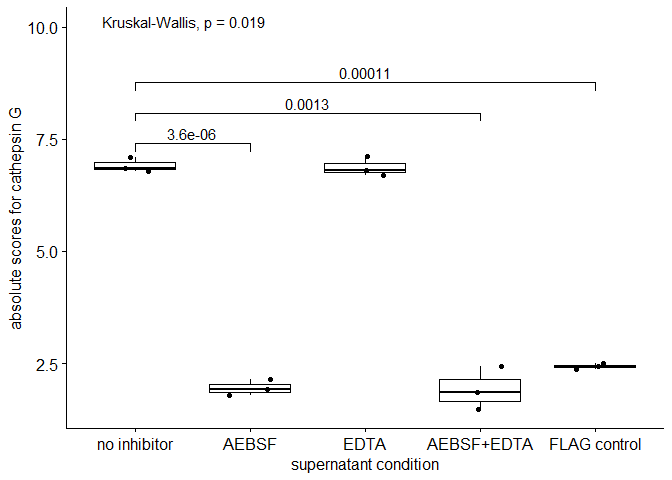 Kruskal-Wallis, p = 0.019
10.0
7.5
5.0
2.5
absolute scores for cathepsin G
0.00011
0.0013
3.6e-06
no inhibitor AEBSF EDTA AEBSF+EDTA FLAG control
supernatant condition